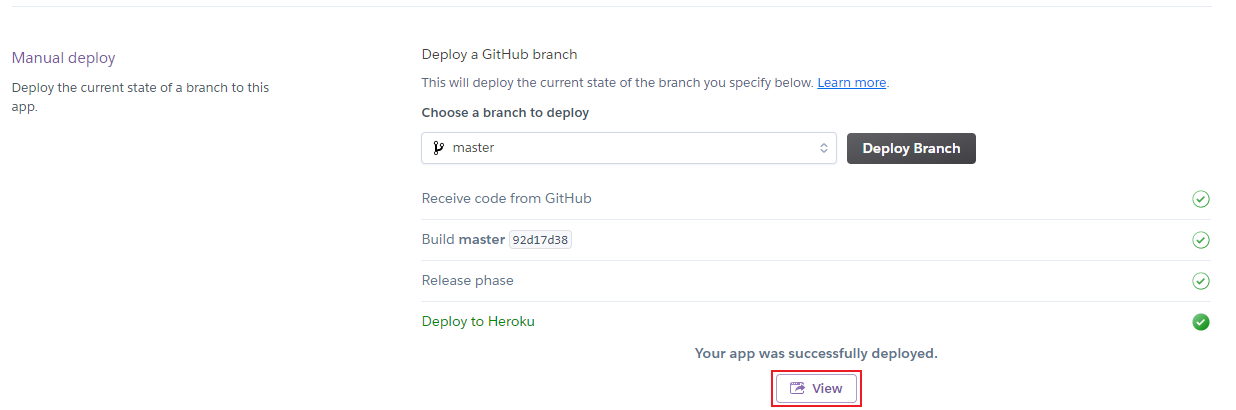 Manual deploy
Deploy the current state of a branch to this
app.
Deploy a GitHub branch
This will deploy the current state of the branch you specify below. Learn more.
Choose a branch to deploy
master
Deploy Branch
Receive code from GitHub
Build master 92d17d38
Release phase
Deploy to Heroku
Your app was successfully deployed.
View